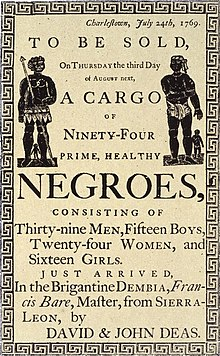 Charlestown, July 24th, 1769.
TO BE SOLD,
On THURSDAY the third Day
of AUGUST next,
A CARGO
OF
NINETY-FOUR
PRIME, HEALTHY
NEGROES,
CONSISTING OF
Thirty-nine MEN, Fifteen BOYS,
Twenty-four WOMEN, and
Sixteen GIRLS.
JUST ARRIVED,
In the Brigantine DEMBIA, Fran-
cis Bare, Master, from SIERRA-
LEON, by
DAVID & JOHN DEAS.